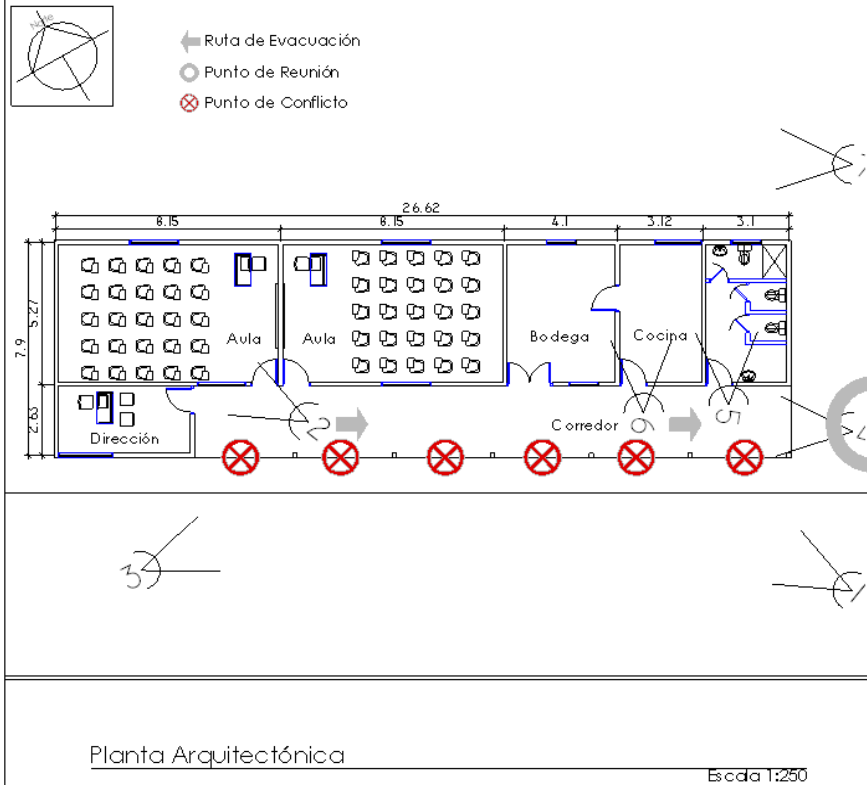 Norte
Ruta de Evacuación
Punto de Reunión
Punto de Conflicto
26.62
8.15
8.15
4.1
3.12
3.1
7.9
5.27
2.63
Aula
Aula
Bodega
Cocina
Dirección
Corredor
2
6
5
3
1
Planta Arquitectónica
Escala 1:250